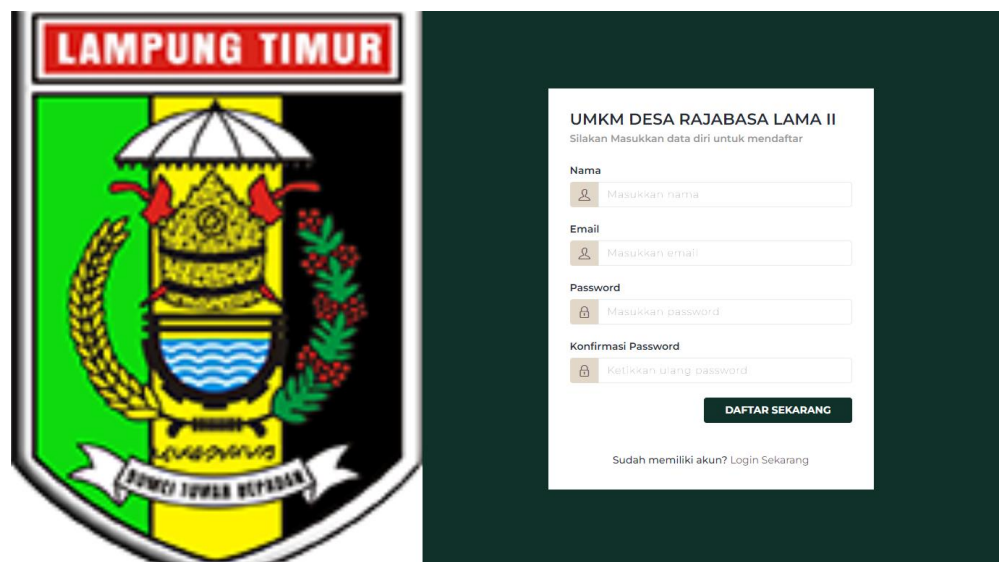 LAMPUNG TIMUR
BUMEI TUWAH BEPADAN
UMKM DESA RAJABASA LAMA II
Silakan Masukkan data diri untuk mendaftar
Nama
Masukkan nama
Email
Masukkan email
Password
Masukkan password
Konfirmasi Password
Ketikkan ulang password
DAFTAR SEKARANG
Sudah memiliki akun? Login Sekarang